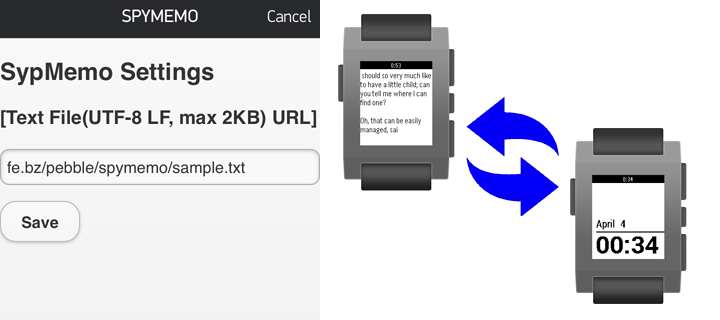 SPYMEMO
Cancel
SypMemo Settings
[Text File(UTF-8 LF, max 2KB) URL]
fe.bz/pebble/spymemo/sample.txt
Save
0:53
should so very much like
to have a little child; can
you tell me where I can
find one?
Oh, that can be easily
managed, sai
0:34
April 4
00:34